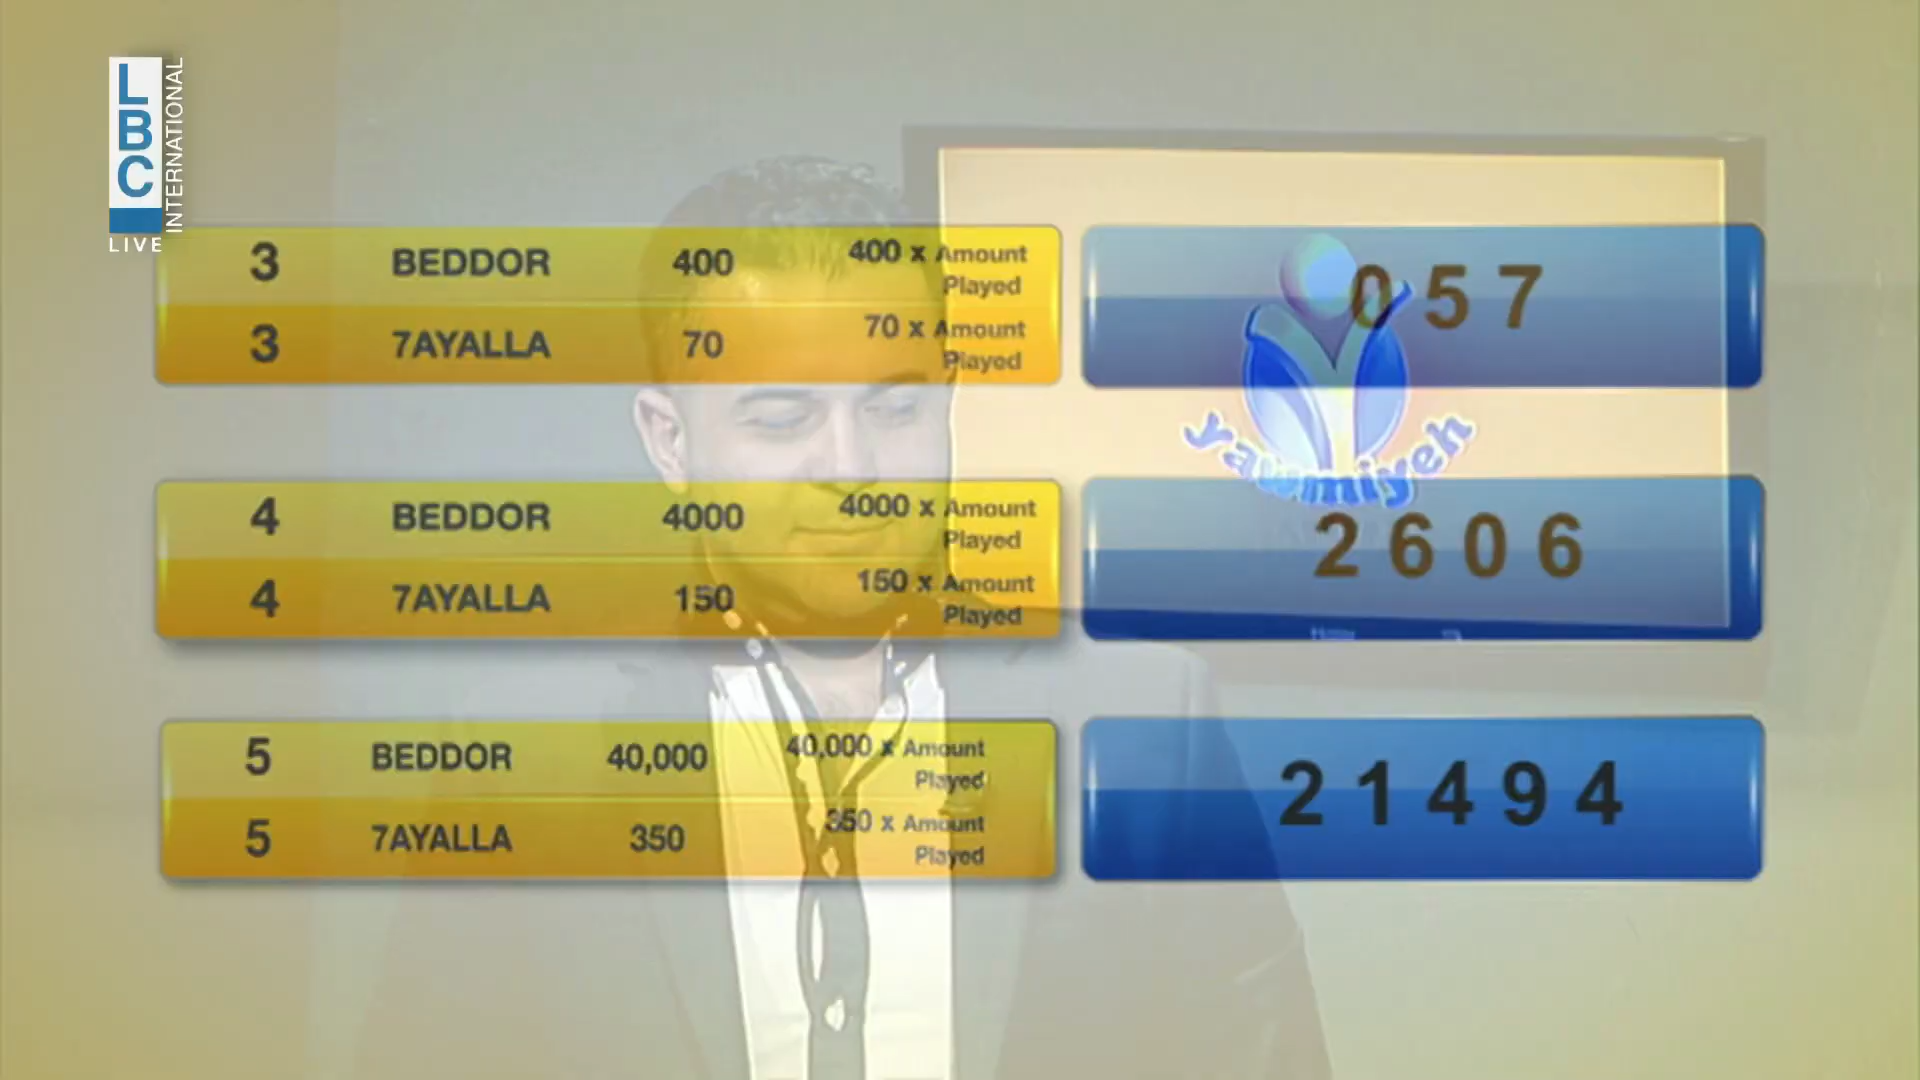 LBC
INTERNATIONAL
LIVE
3 BEDDOR 400 400 x Amount
Played
3 7AYALLA 70 70 x Amount
Played
057
yawmiyeh
4 BEDDOR 4000 4000 x Amount
Played
4 7AYALLA 150 150 x Amount
Played
2606
5 BEDDOR 40,000 40,000 x Amount
Played
5 7AYALLA 350 350 x Amount
Played
21494